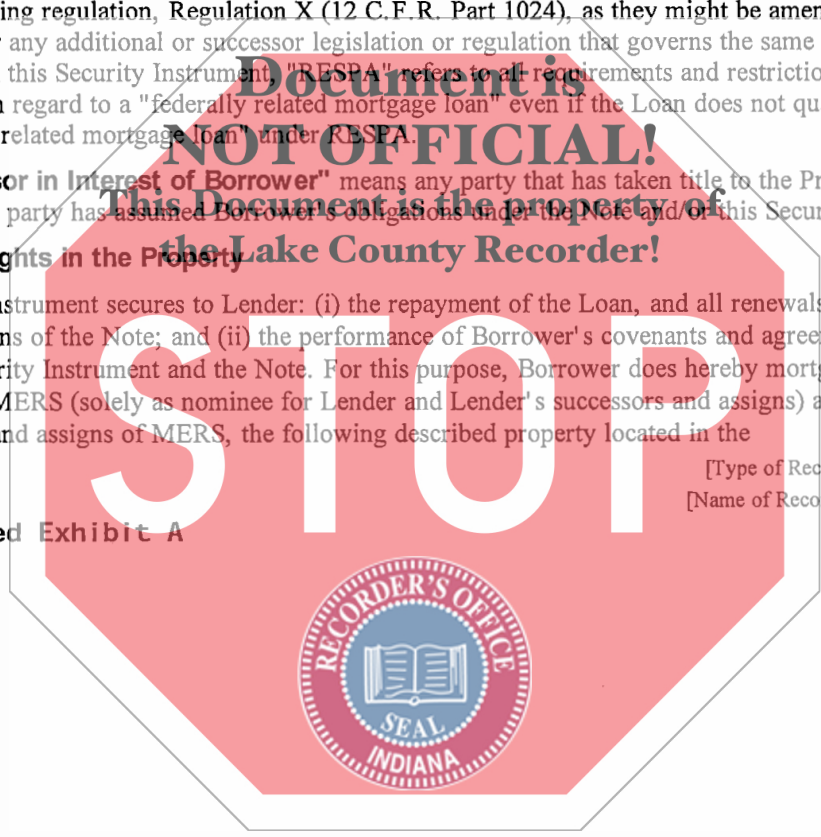 ing regulation, Regulation X (12 C.F.R. Part 1024), as they might be amen
any additional or successor legislation or regulation that governs the same
this Security Instrument, "RESPA" refers to all requirements and restrictio
regard to a "federally related mortgage loan" even if the Loan does not qu
related mortgage loan" under RESPA.
Document is
NOT OFFICIAL!
This Document is the property of
the Lake County Recorder!
or in Interest of Borrower" means any party that has taken title to the Pr
party has assumed Borrower's obligations under the Note and/or this Secur
ghts in the Property
nstrument secures to Lender: (i) the repayment of the Loan, and all renewals
ns of the Note; and (ii) the performance of Borrower's covenants and agree
rity Instrument and the Note. For this purpose, Borrower does hereby mortg
MERS (solely as nominee for Lender and Lender's successors and assigns) a
nd assigns of MERS, the following described property located in the
[Type of Rec
[Name of Reco
ed Exhibit A
STOP
RECORDER'S OFFICE
SEAL
INDIANA